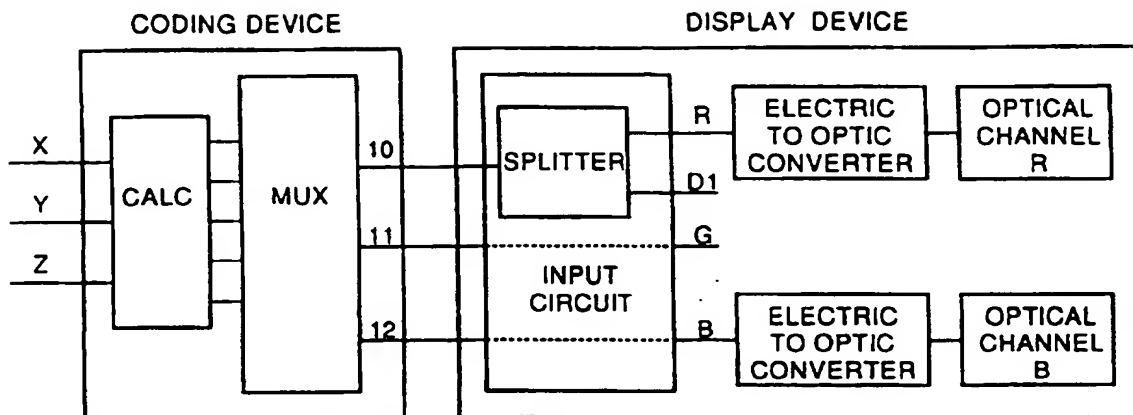 CODING DEVICE
DISPLAY DEVICE
X
Y
Z
CALC
MUX
10
11
12
SPLITTER
INPUT
CIRCUIT
R
D1
G
B
ELECTRIC
TO OPTIC
CONVERTER
OPTICAL
CHANNEL
R
ELECTRIC
TO OPTIC
CONVERTER
OPTICAL
CHANNEL
B